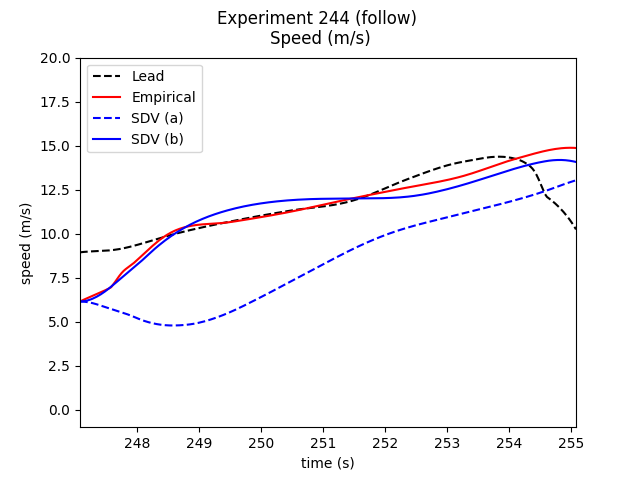 Experiment 244 (follow)
Speed (m/s)
20.0
17.5
15.0
12.5
10.0
7.5
5.0
2.5
0.0
speed (m/s)
Lead
Empirical
SDV (a)
SDV (b)
248 249 250 251 252 253 254 255
time (s)